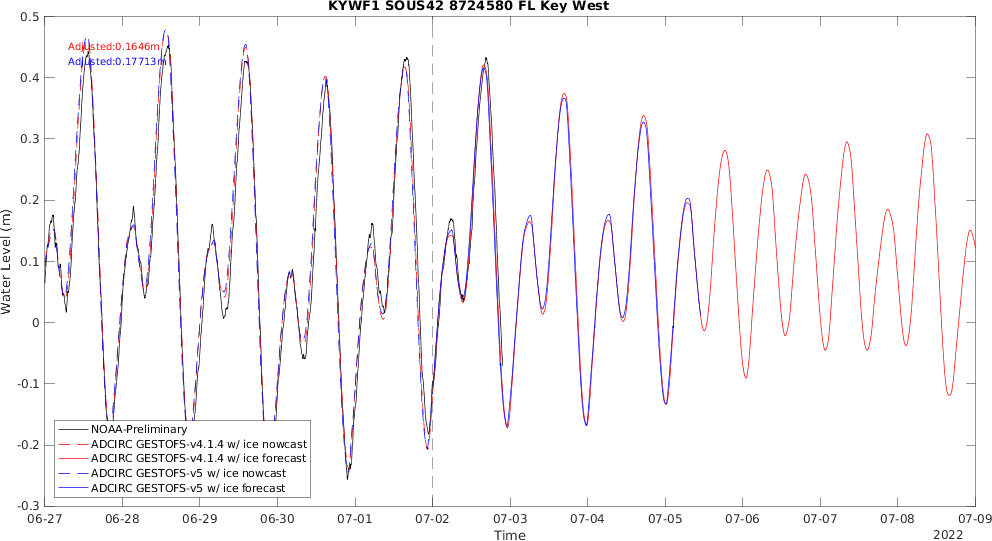 KYWF1 SOUS42 8724580 FL Key West
0.5
0.4
0.3
0.2
0.1
0
-0.1
-0.2
-0.3
Water Level (m)
Adjusted:0.1646m
Adjusted:0.17713m
NOAA-Preliminary
ADCIRC GESTOFS-v4.1.4 w/ ice nowcast
ADCIRC GESTOFS-v4.1.4 w/ ice forecast
ADCIRC GESTOFS-v5 w/ ice nowcast
ADCIRC GESTOFS-v5 w/ ice forecast
06-27 06-28 06-29 06-30 07-01 07-02 07-03 07-04 07-05 07-06 07-07 07-08 07-09
Time
2022